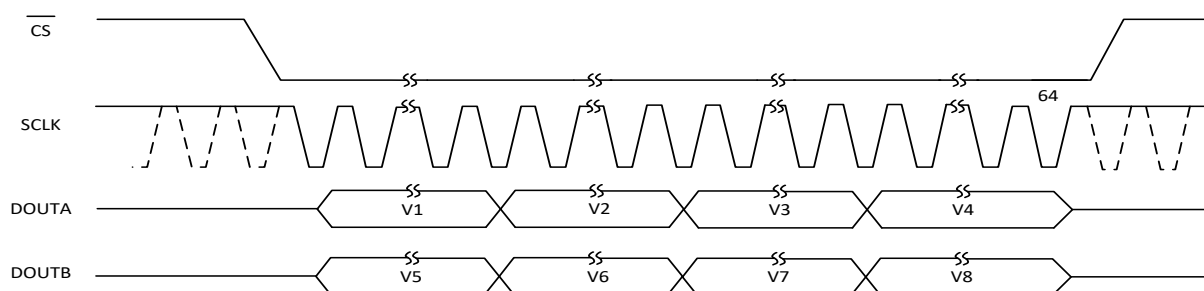 CS
64
SCLK
DOUTA V1 V2 V3 V4
DOUTB V5 V6 V7 V8